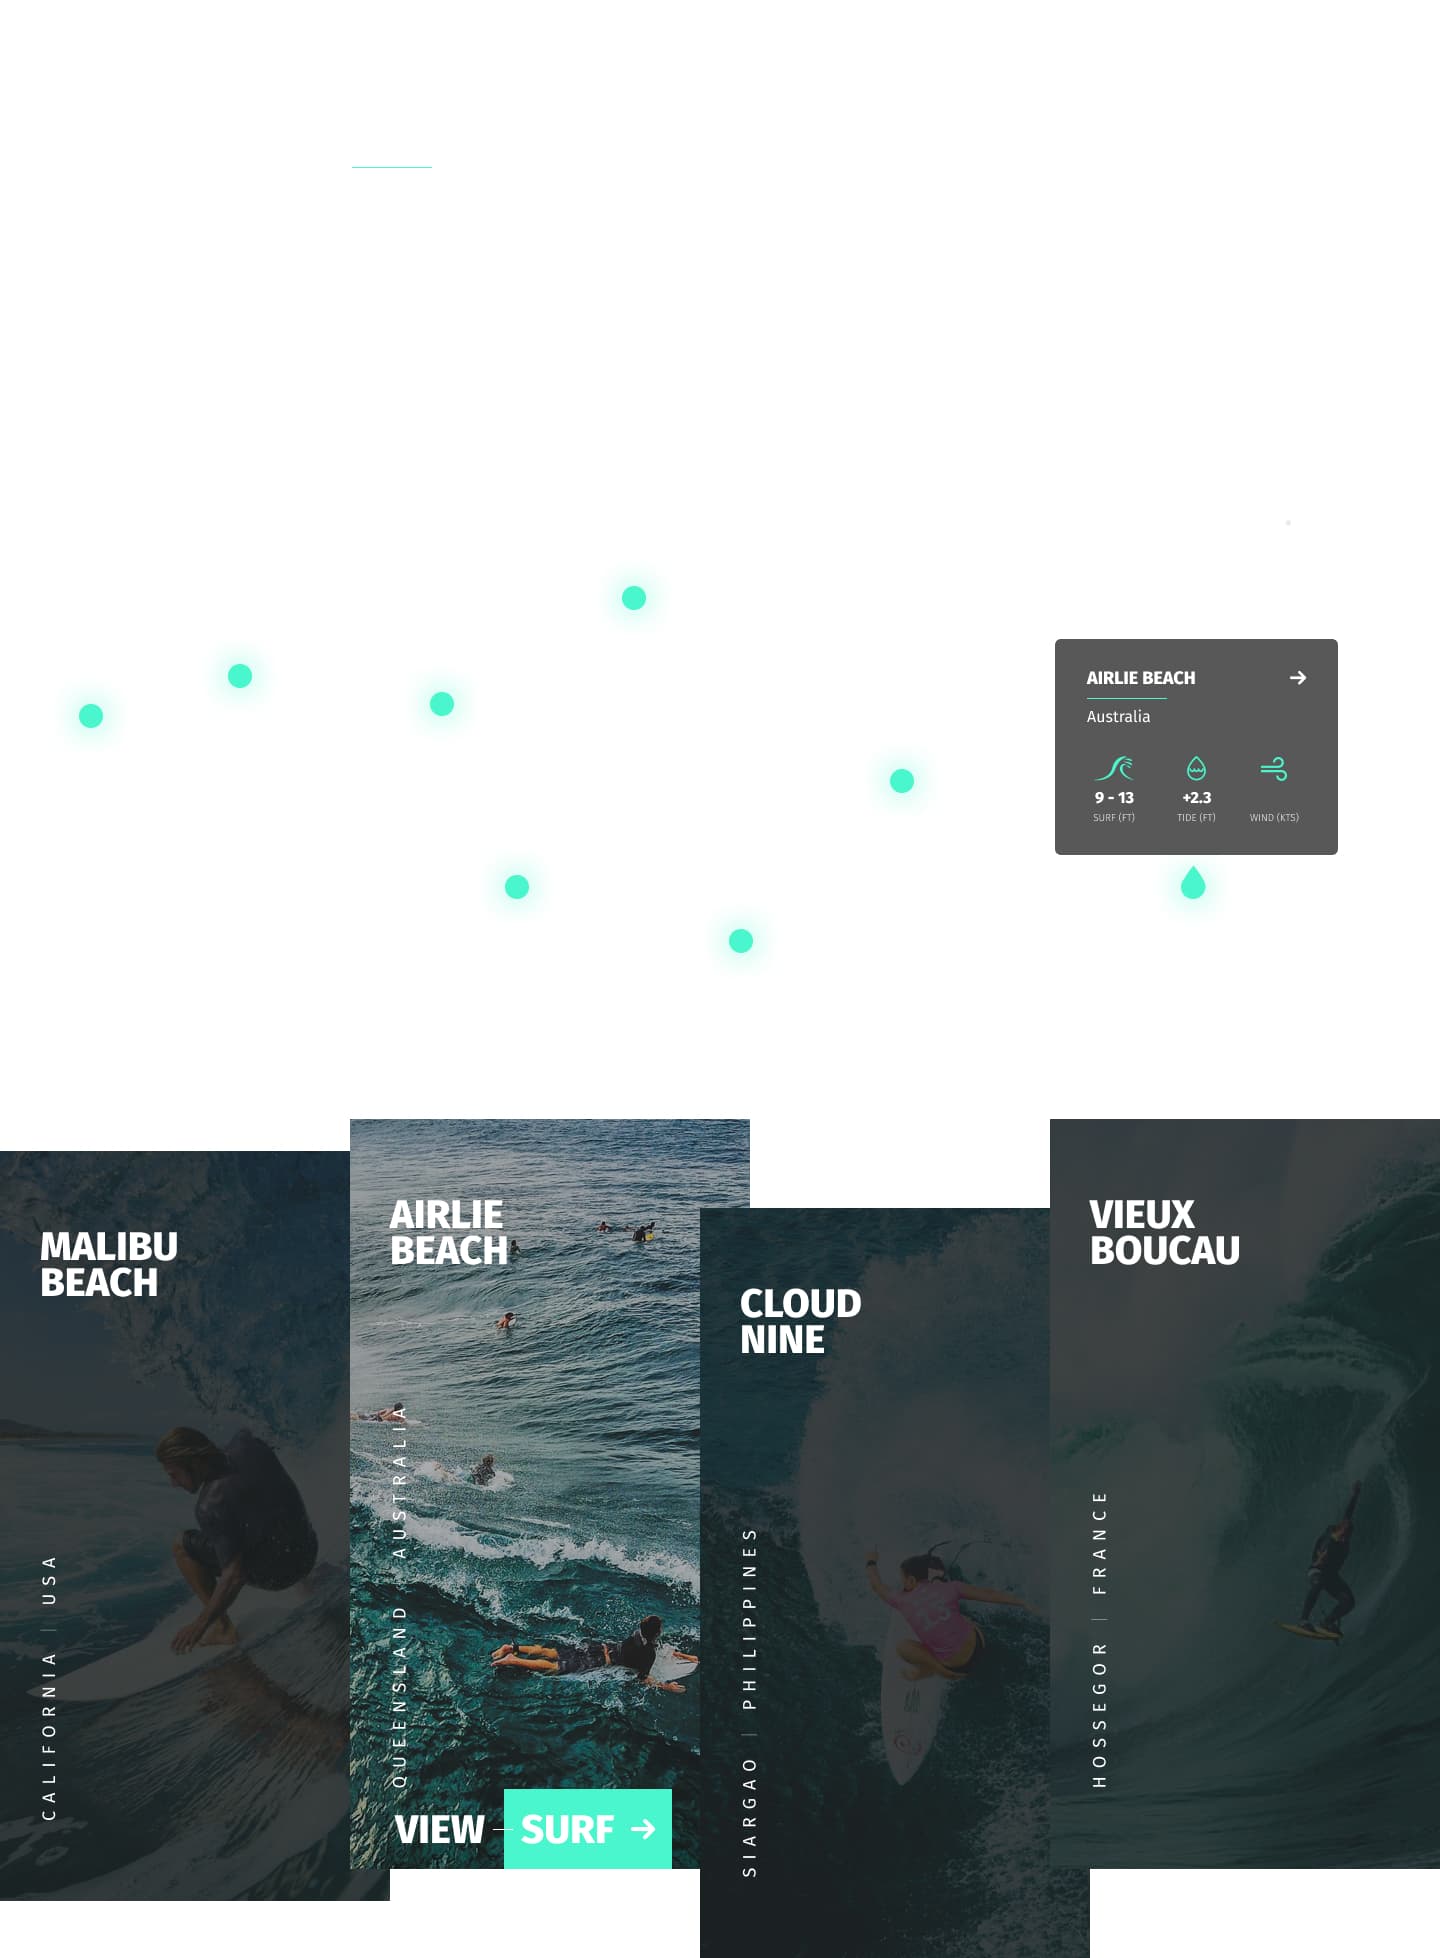 AIRLIE BEACH
Australia
9 - 13
+2.3
SURF (FT)
TIDE (FT)
WIND (KTS)
MALIBU
BEACH
CALIFORNIA | USA
AIRLIE
BEACH
QUEENSLAND AUSTRALIA
VIEW — SURF
CLOUD
NINE
SIARGAO | PHILIPPINES
VIEUX
BOUCAU
HOSSEGOR | FRANCE